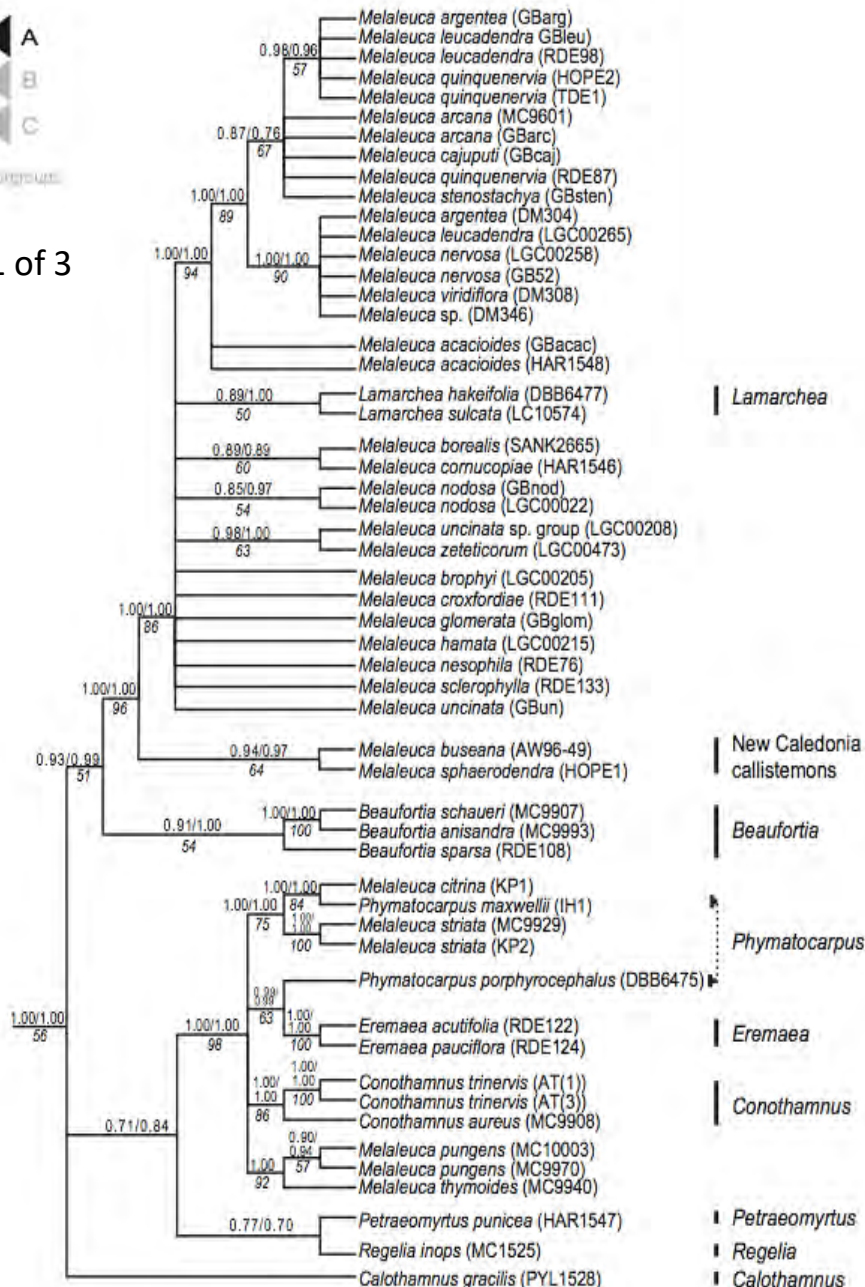 A
B
C
of 3
0.98/0.96
57
0.87/0.76
67
1.00/1.00
89
1.00/1.00
94
1.00/1.00
90
Melaleuca argentea (GBarg)
Melaleuca leucadendra GBleu)
Melaleuca leucadendra (RDE98)
Melaleuca quinquenervia (HOPE2)
Melaleuca quinquenervia (TDE1)
Melaleuca arcana (MC9601)
Melaleuca arcana (GBarc)
Melaleuca cajuputi (GBcaj)
Melaleuca quinquenervia (RDE87)
Melaleuca stenostachya (GBsten)
Melaleuca argentea (DM304)
Melaleuca leucadendra (LGC00265)
Melaleuca nervosa (LGC00258)
Melaleuca nervosa (GB52)
Melaleuca viridiflora (DM308)
Melaleuca sp. (DM346)
Melaleuca acacioides (GBacac)
Melaleuca acacioides (HAR1548)
0.89/1.00
50
Lamarchea hakeifolia (DBB6477)
Lamarchea sulcata (LC10574)
Lamarchea
0.89/0.89
60
Melaleuca borealis (SANK2665)
Melaleuca cornucopiae (HAR1546)
0.85/0.97
54
Melaleuca nodosa (GBnod)
Melaleuca nodosa (LGC00022)
0.98/1.00
63
Melaleuca uncinata sp. group (LGC00208)
Melaleuca zeteticorum (LGC00473)
Melaleuca brophyi (LGC00205)
Melaleuca croxfordiae (RDE111)
Melaleuca glomerata (GBglom)
Melaleuca hamata (LGC00215)
Melaleuca nesophila (RDE76)
Melaleuca sclerophylla (RDE133)
Melaleuca uncinata (GBun)
1.00/1.00
86
1.00/1.00
96
0.94/0.97
64
Melaleuca buseana (AW96-49)
Melaleuca sphaerodendra (HOPE1)
New Caledonia
callistemons
0.93/0.99
51
0.91/1.00
54
1.00/1.00
100
Beaufortia schaueri (MC9907)
Beaufortia anisandra (MC9993)
Beaufortia sparsa (RDE108)
Beaufortia
1.00/1.00
75
1.00/1.00
84
1.00/
1.00
100
Melaleuca citrina (KP1)
Phymatocarpus maxwellii (IH1)
Melaleuca striata (MC9929)
Melaleuca striata (KP2)
Phymatocarpus
0.99/
0.99
63
Phymatocarpus porphyrocephalus (DBB6475)
1.00/
1.00
100
Eremaea acutifolia (RDE122)
Eremaea pauciflora (RDE124)
Eremaea
1.00/1.00
56
1.00/1.00
98
1.00/
1.00
86
1.00/
1.00
100
Conothamnus trinervis (AT(1))
Conothamnus trinervis (AT(3))
Conothamnus aureus (MC9908)
Conothamnus
0.71/0.84
1.00
92
0.90/
0.94
57
Melaleuca pungens (MC10003)
Melaleuca pungens (MC9970)
Melaleuca thymoides (MC9940)
0.77/0.70
Petraeomyrtus punicea (HAR1547)
Petraeomyrtus
Regelia inops (MC1525)
Regelia
Calothamnus gracilis (PYL1528)
Calothamnus